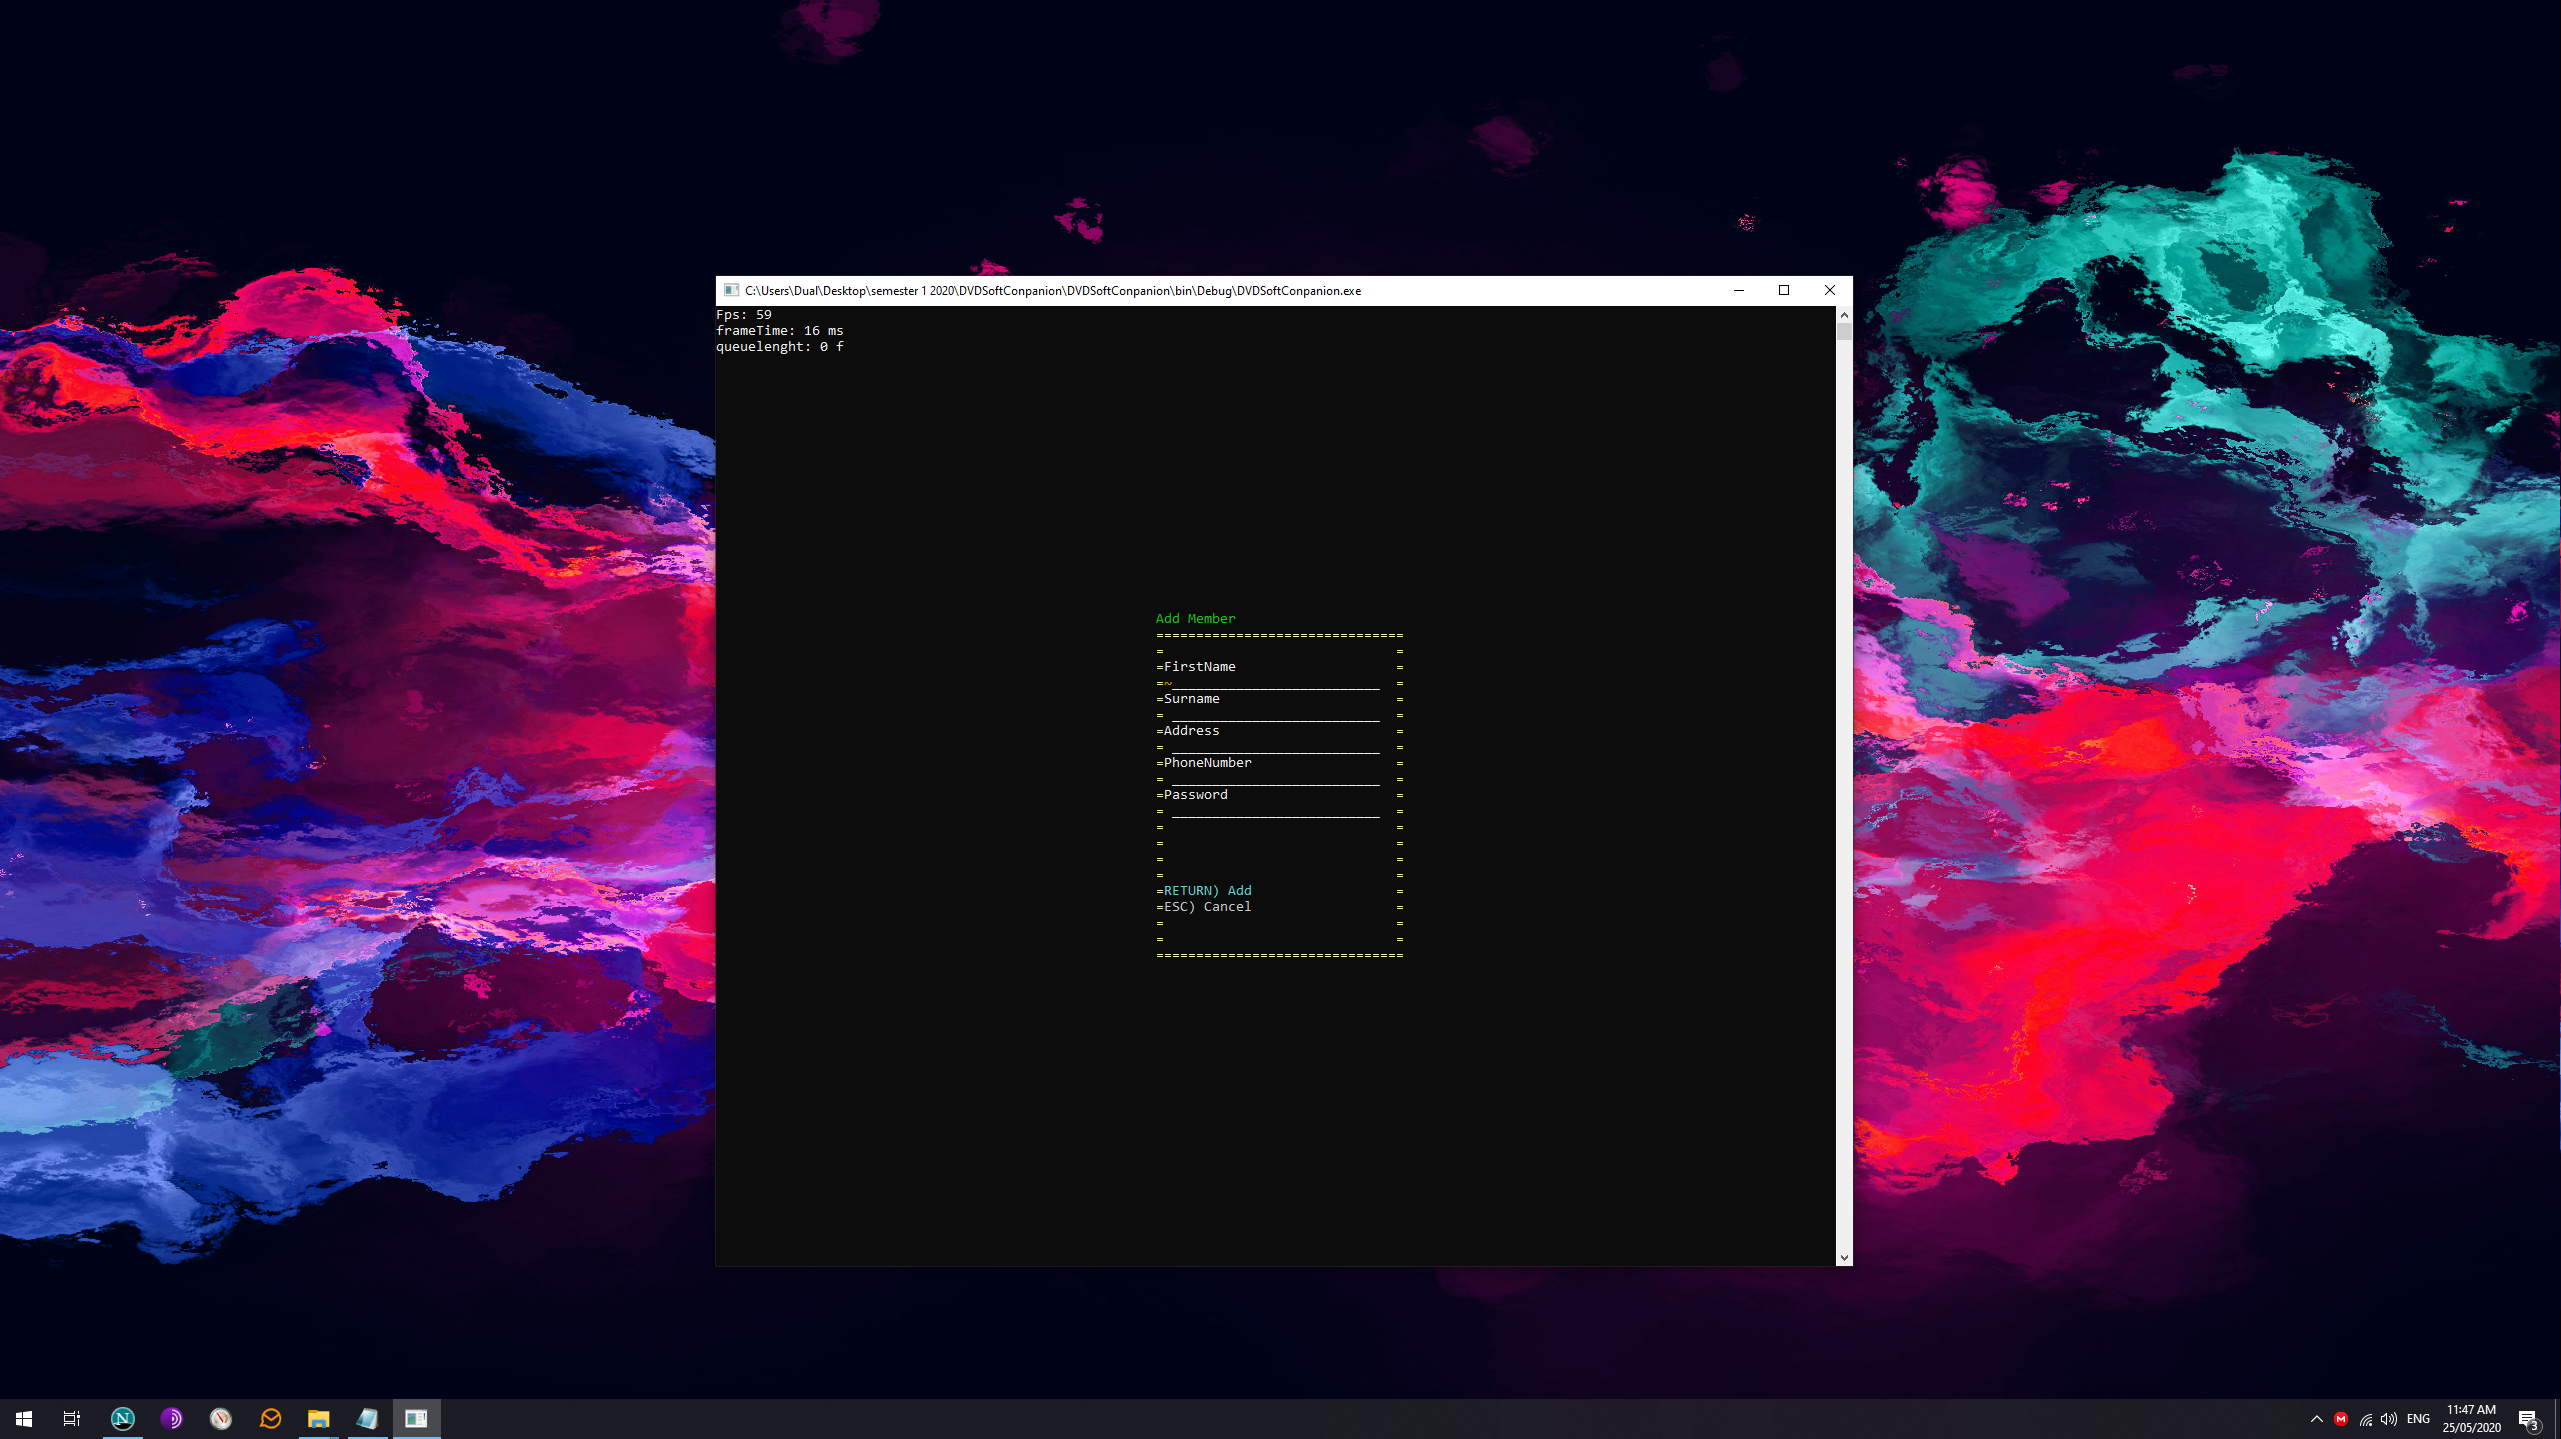 C:\Users\Dual\Desktop\semester 1 2020\DVDSoftConpanion\DVDSoftConpanion\bin\Debug\DVDSoftConpanion.exe
Fps: 59
frameTime: 16 ms
queuelenght: 0 f
Add Member
===============================
=                             =
=FirstName                    =
=~__________________________  =
=Surname                      =
= __________________________  =
=Address                      =
= __________________________  =
=PhoneNumber                  =
= __________________________  =
=Password                     =
= __________________________  =
=                             =
=                             =
=                             =
=                             =
=RETURN) Add                  =
=ESC) Cancel                  =
=                             =
=                             =
===============================
ENG
11:47 AM
25/05/2020
3